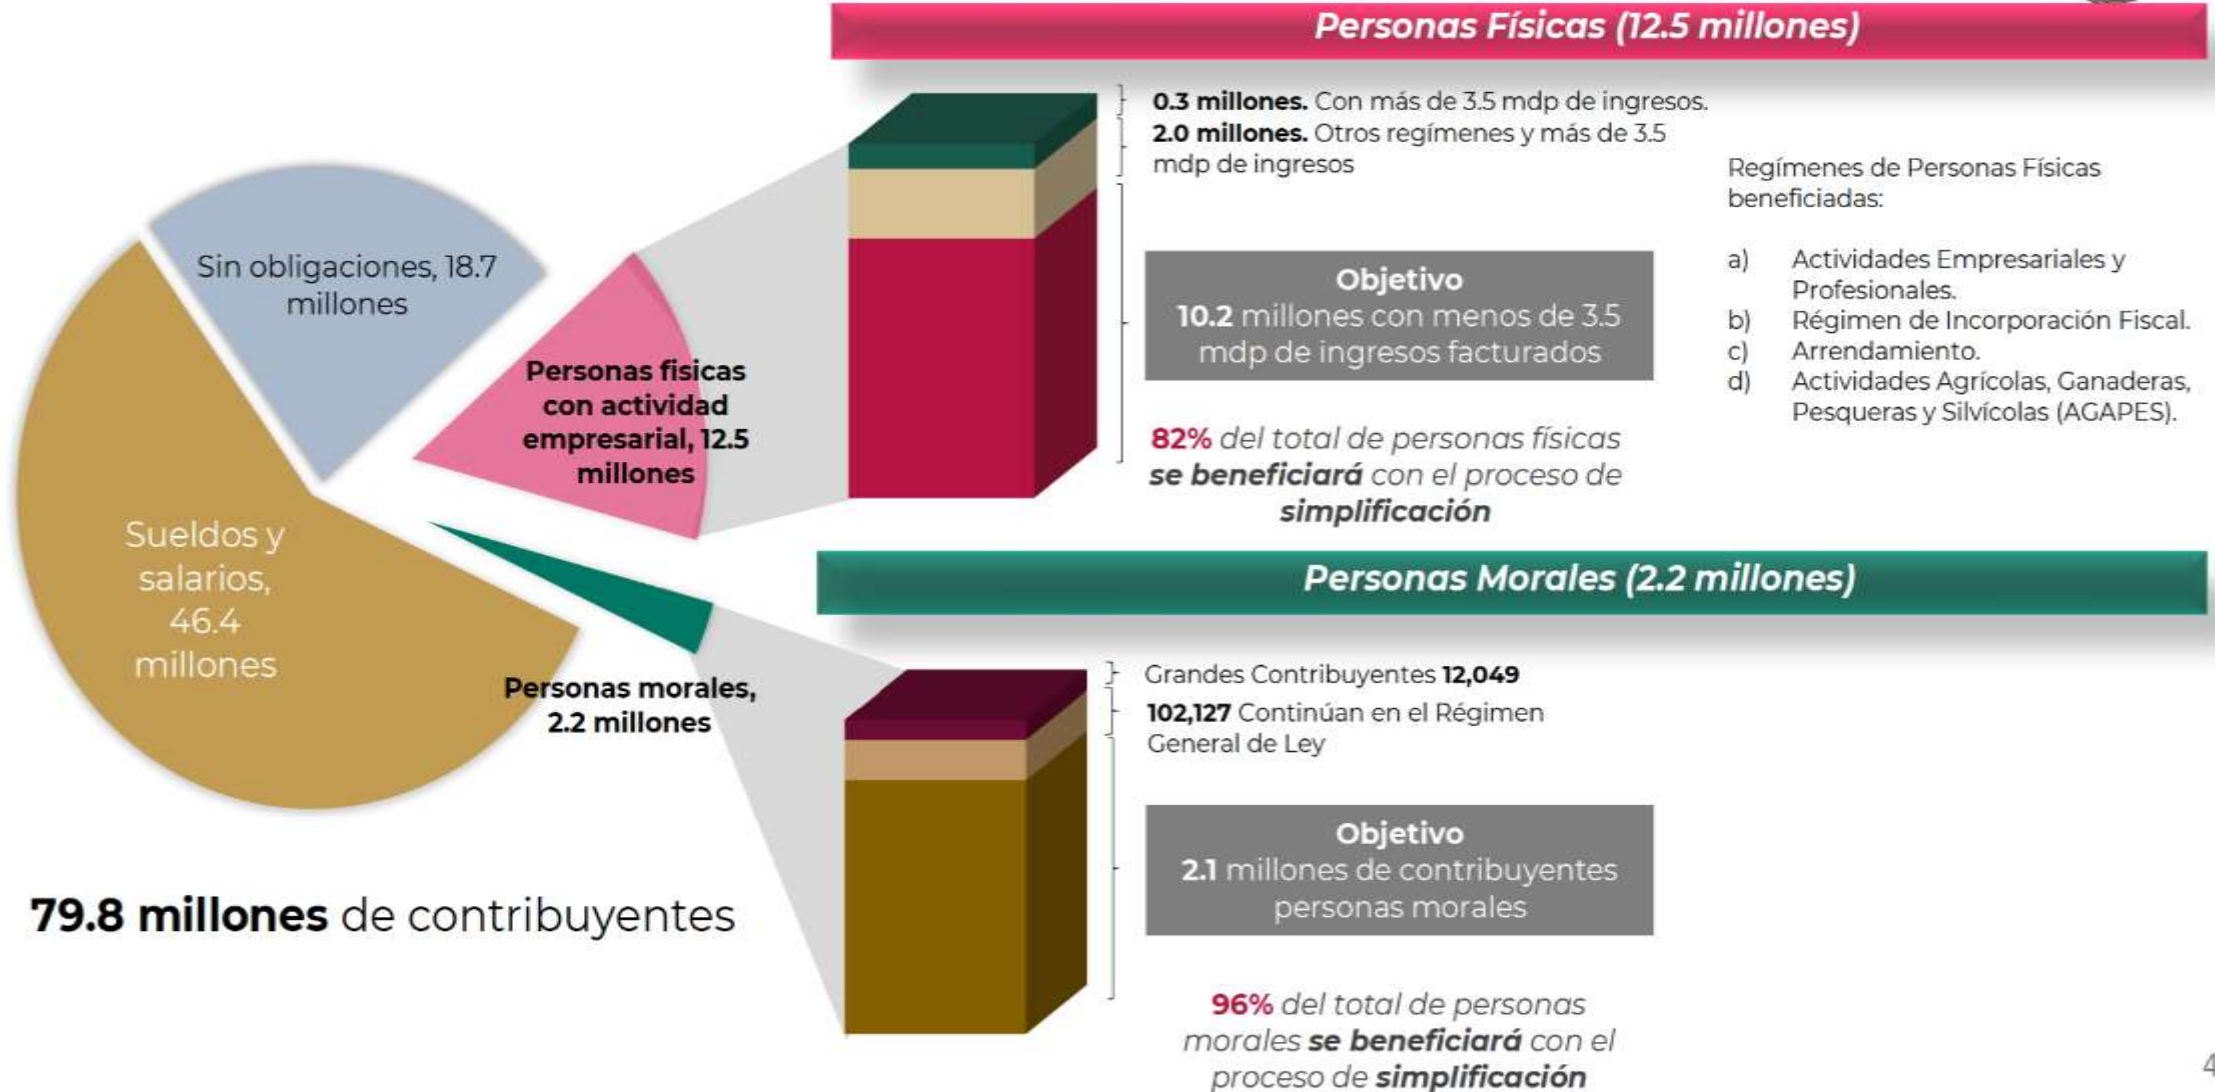 Personas Físicas (12.5 millones)
0.3 millones. Con más de 3.5 mdp de ingresos.
2.0 millones. Otros regímenes y más de 3.5
mdp de ingresos
Regímenes de Personas Físicas
beneficiadas:
a) Actividades Empresariales y
Profesionales.
b) Régimen de Incorporación Fiscal.
c) Arrendamiento.
d) Actividades Agrícolas, Ganaderas,
Pesqueras y Silvícolas (AGAPES).
Objetivo
10.2 millones con menos de 3.5
mdp de ingresos facturados
82% del total de personas físicas
se beneficiará con el proceso de
simplificación
Sin obligaciones, 18.7
millones
Personas fisicas
con actividad
empresarial, 12.5
millones
Sueldos y
salarios,
46.4
millones
Personas morales,
2.2 millones
79.8 millones de contribuyentes
Personas Morales (2.2 millones)
Grandes Contribuyentes 12,049
102,127 Continúan en el Régimen
General de Ley
Objetivo
2.1 millones de contribuyentes
personas morales
96% del total de personas
morales se beneficiará con el
proceso de simplificación
4